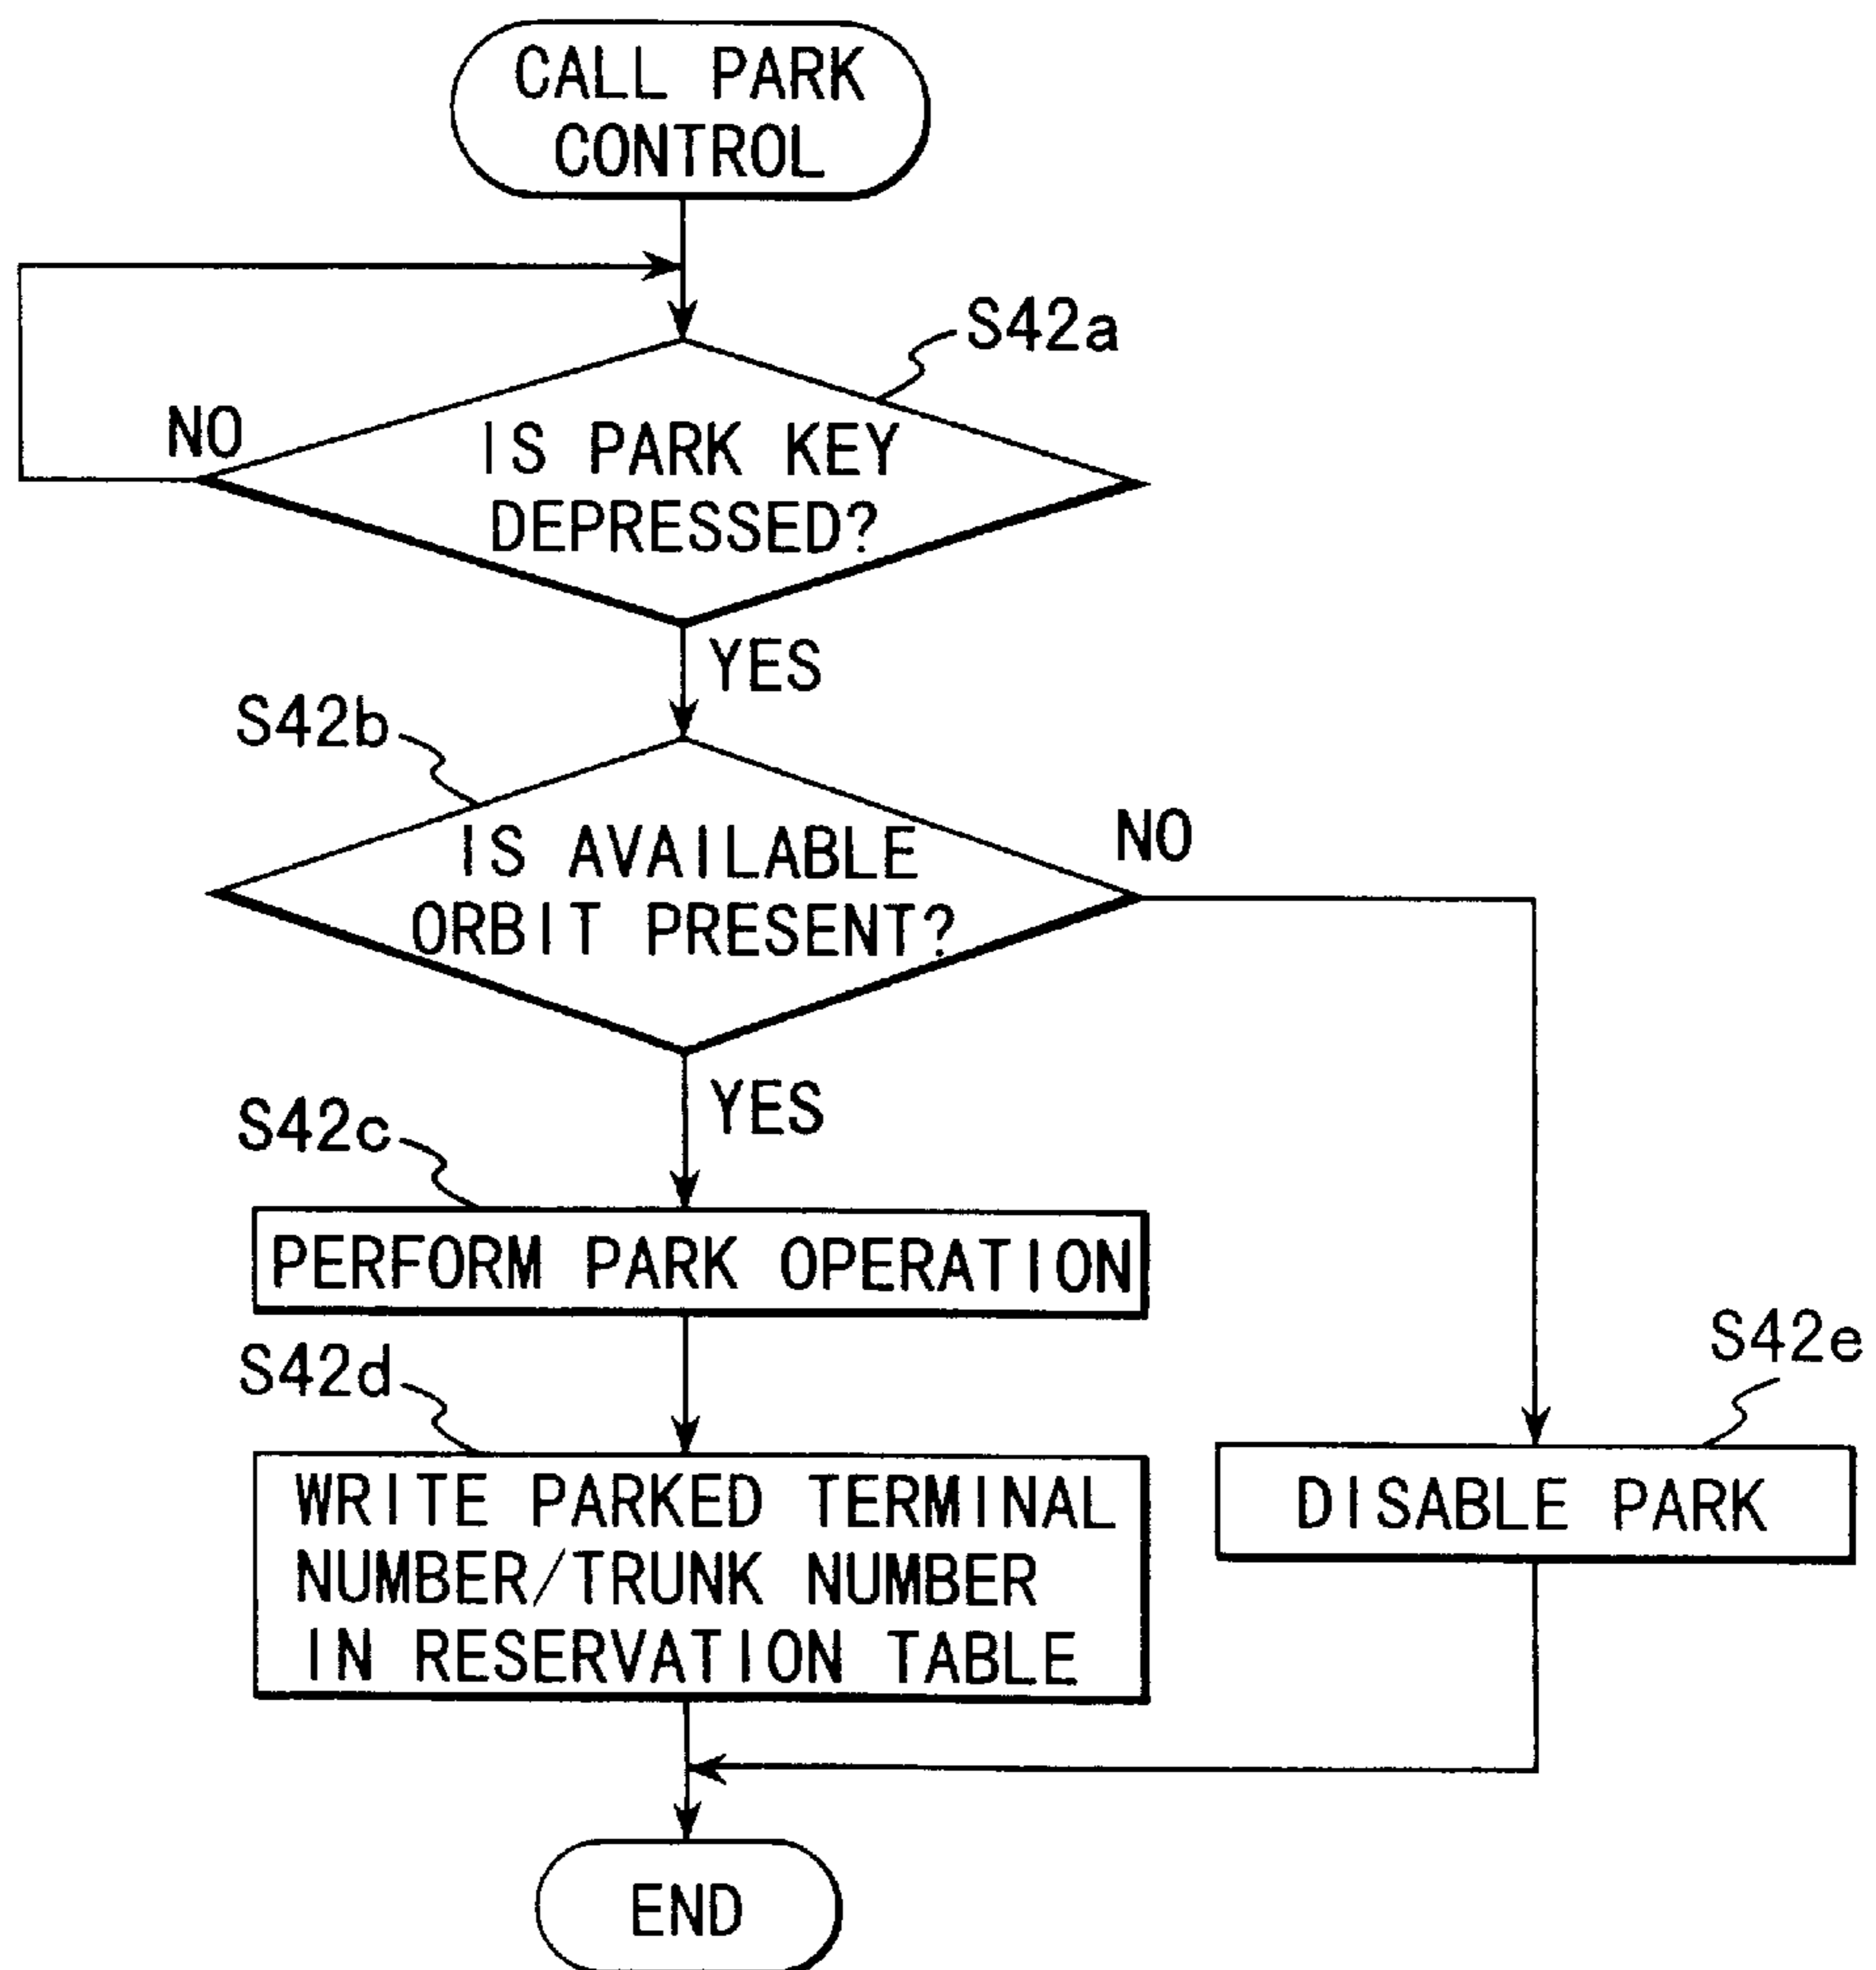 CALL PARK
CONTROL
S42a
NO
IS PARK KEY
DEPRESSED?
YES
S42b
NO
IS AVAILABLE
ORBIT PRESENT?
YES
S42c
PERFORM PARK OPERATION
S42d
S42e
WRITE PARKED TERMINAL
NUMBER/TRUNK NUMBER
IN RESERVATION TABLE
DISABLE PARK
END